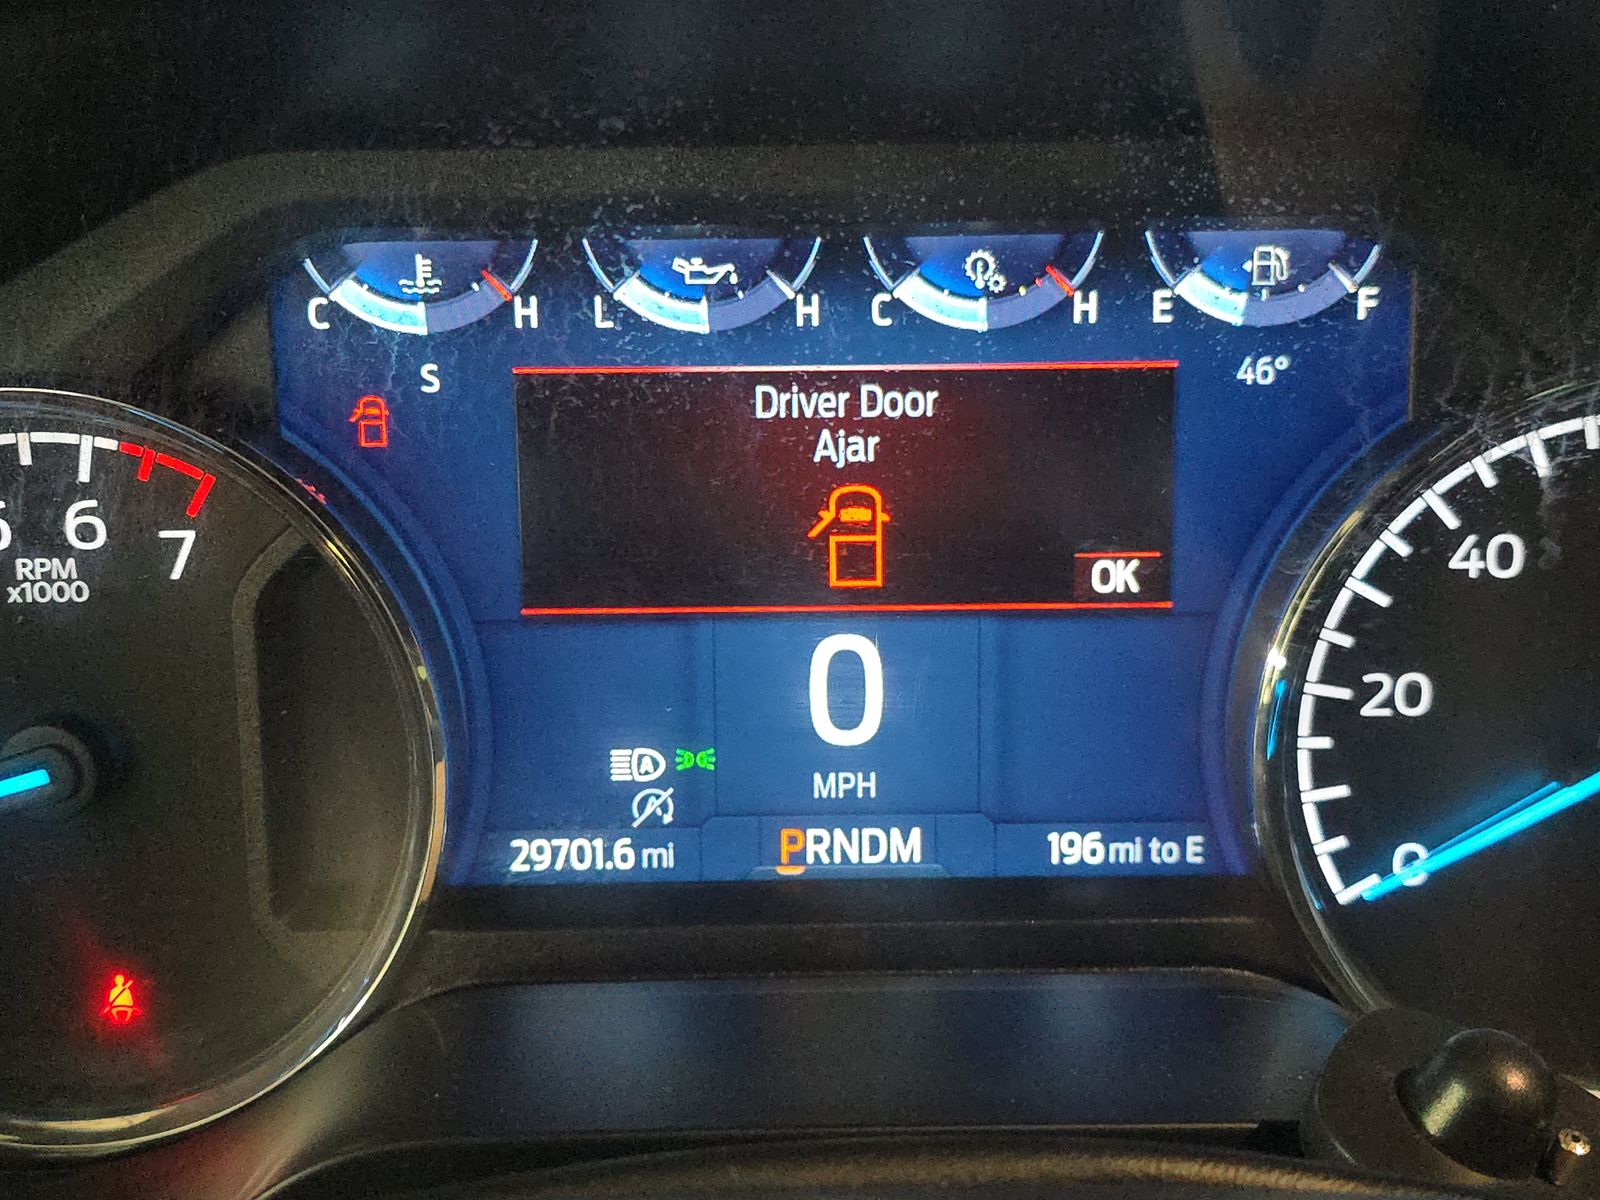 C H L H C H E F
S 46°
Driver Door
Ajar
OK
6 7
RPM
x1000
40
20
0
0
MPH
A
A
29701.6 mi
PRNDM
196 mi to E